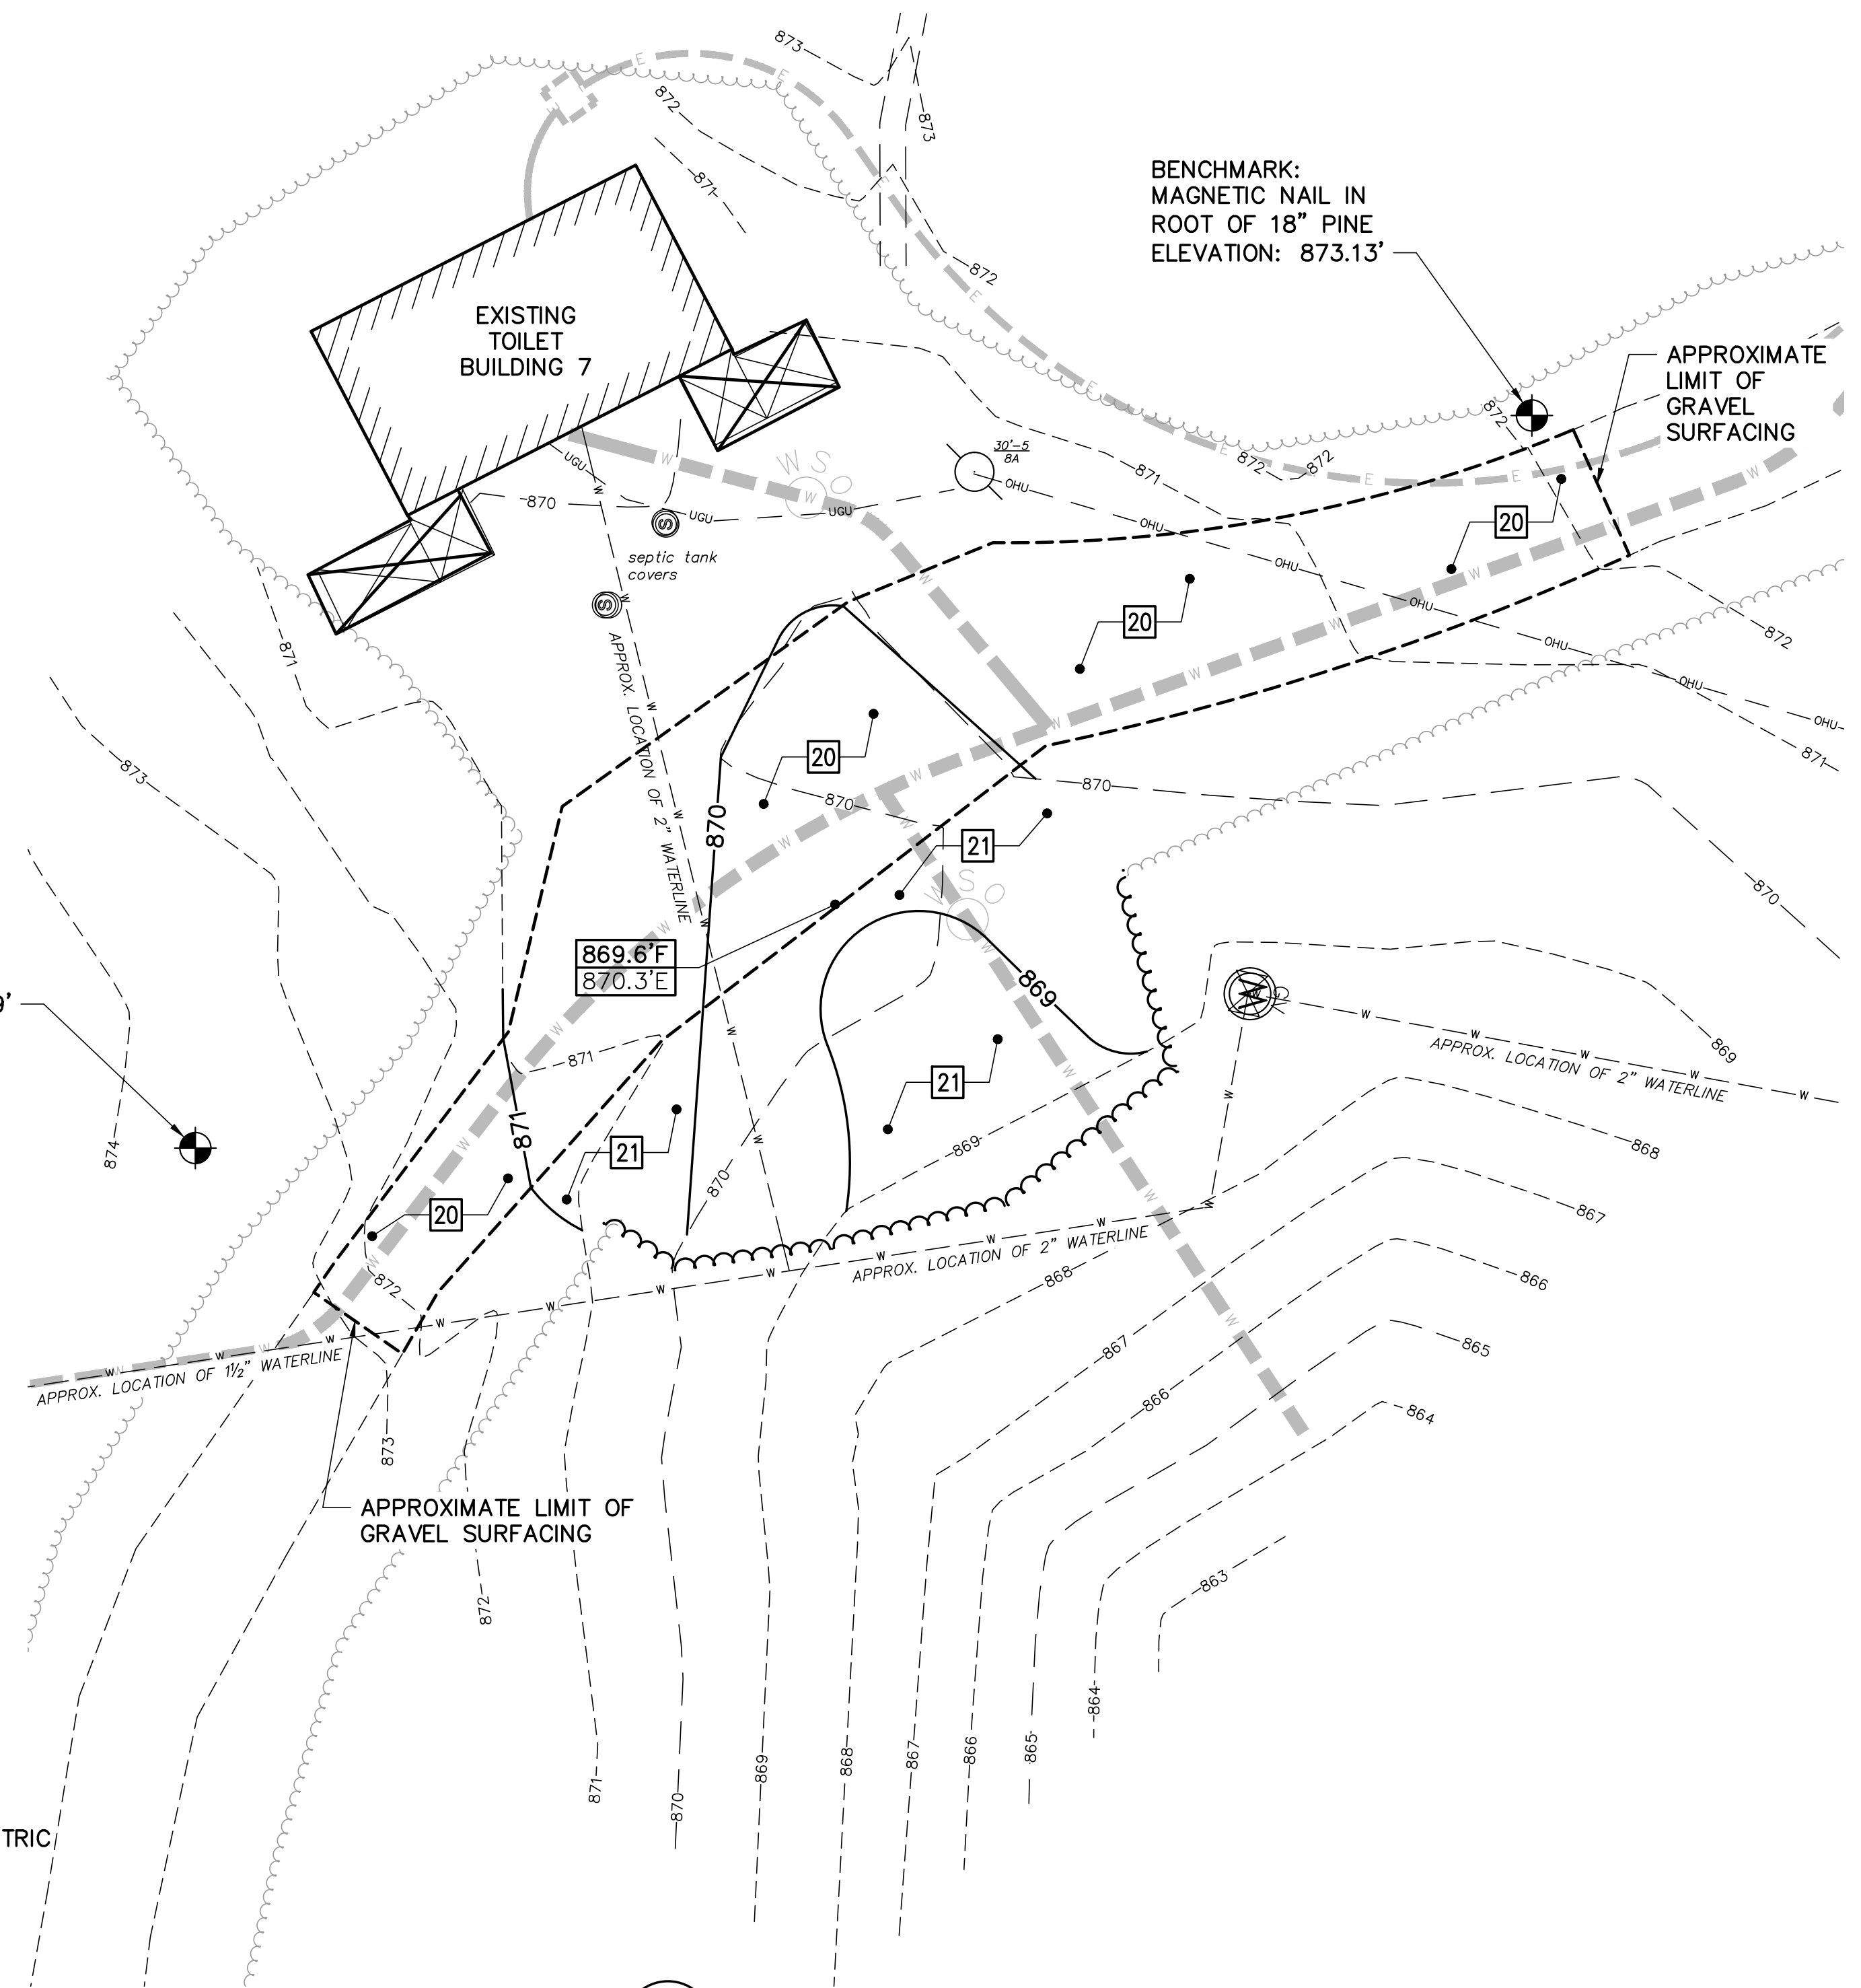 873
E
E
872
873
871
BENCHMARK:
MAGNETIC NAIL IN
ROOT OF 18" PINE
ELEVATION: 873.13'
E
872
EXISTING
TOILET
BUILDING 7
E
APPROXIMATE
LIMIT OF
GRAVEL
SURFACING
E
872
30'-5
8A
WSO
872
872
E
E
871
UGU
W
OHU
W
870
W
UGU
UGU
S
OHU
20
W
septic tank
covers
OHU
W
S
W
W
OHU
W
20
872
OHU
871
APPROX. LOCATION OF 2" WATERLINE
W
W
OHU
OHU
W
871
20
873
W
870
870
W
870
W
W
21
870
WSO
W
869.6'F
870.3'E
W
869
9'
W
W
W
W
W
869
APPROX. LOCATION OF 2" WATERLINE
W
871
W
21
W
871
W
W
874
869
868
21
870
W
20
867
W
W
W
W
W
APPROX. LOCATION OF 2" WATERLINE
868
866
872
W
W
W
W
867
865
W
W
W
APPROX. LOCATION OF 1½" WATERLINE
866
864
873
APPROXIMATE LIMIT OF
GRAVEL SURFACING
863
872
864
871
870
869
868
867
866
865
TRIC